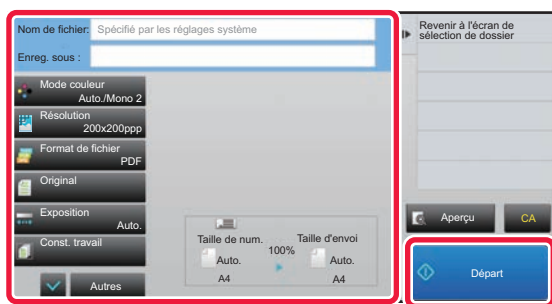 Nom de fichier: Spécifié par les réglages système
Enreg. sous :
Mode couleur
Auto./Mono 2
Résolution
200x200ppp
Format de fichier
PDF
Original
Exposition
Auto.
Const. travail
Autres
Taille de num.
Auto.
A4
100%
Taille d'envoi
Auto.
A4
Revenir à l'écran de
sélection de dossier
Aperçu
CA
Départ